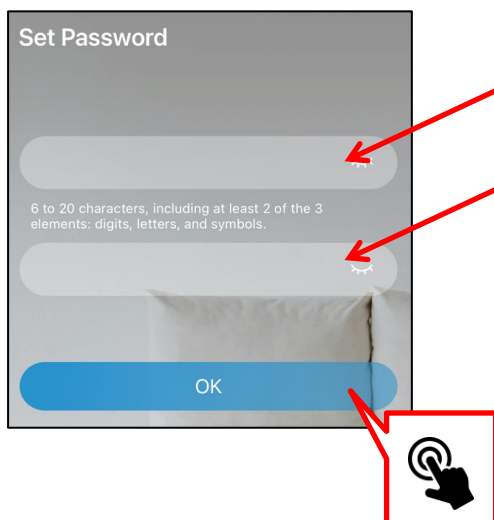 Set Password
6 to 20 characters, including at least 2 of the 3
elements: digits, letters, and symbols.
OK